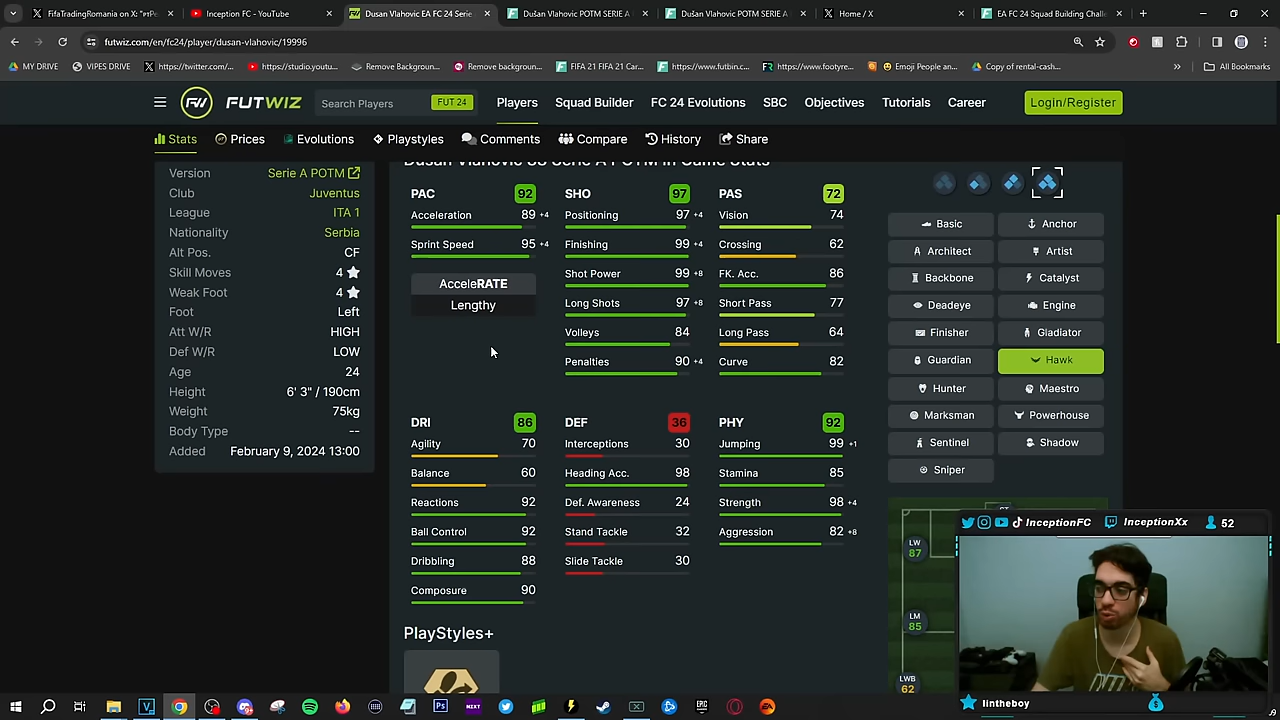 FifaTradingRomania on X: "
Inception FC - YouTube
Dusan Vlahovic EA FC 24 Serie
Dušan Vlahovic POTM SERIE A
Dušan Vlahovic POTM SERIE A
Home / X
EA FC 24 Squad Building Challe
futwiz.com/en/fc24/player/dusan-vlahovic/19996
MY DRIVE
VIPES DRIVE
https://twitter.com/...
https://studio.youtu...
Remove Backgroun...
Remove backgroun...
FIFA 21 FIFA 21 Car...
https://www.futbin.c...
https://www.footyre...
Emoji People an...
Copy of rental-cash...
All Bookmarks
FW
FUTWIZ
Search Players
FUT 24
Players
Squad Builder
FC 24 Evolutions
SBC
Objectives
Tutorials
Career
Login/Register
Stats
Prices
Evolutions
Playstyles
Comments
Compare
History
Share
Version Serie A POTM
Club Juventus
League ITA 1
Nationality Serbia
Alt Pos. CF
Skill Moves 4
Weak Foot 4
Foot Left
Att W/R HIGH
Def W/R LOW
Age 24
Height 6' 3" / 190cm
Weight 75kg
Body Type --
Added February 9, 2024 13:00
PAC 92
Acceleration 89 +4
Sprint Speed 95 +4
AcceleRATE
Lengthy
SHO 97
Positioning 97 +4
Finishing 99 +4
Shot Power 99 +8
Long Shots 97 +8
Volleys 84
Penalties 90 +4
PAS 72
Vision 74
Crossing 62
FK. Acc. 86
Short Pass 77
Long Pass 64
Curve 82
DRI 86
Agility 70
Balance 60
Reactions 92
Ball Control 92
Dribbling 88
Composure 90
DEF 36
Interceptions 30
Heading Acc. 98
Def. Awareness 24
Stand Tackle 32
Slide Tackle 30
PHY 92
Jumping 99 +1
Stamina 85
Strength 98 +4
Aggression 82 +8
PlayStyles+
Basic
Anchor
Architect
Artist
Backbone
Catalyst
Deadeye
Engine
Finisher
Gladiator
Guardian
Hawk
Hunter
Maestro
Marksman
Powerhouse
Sentinel
Shadow
Sniper
LW
87
LM
85
LWB
62
InceptionFC
InceptionXx
52
lintheboy